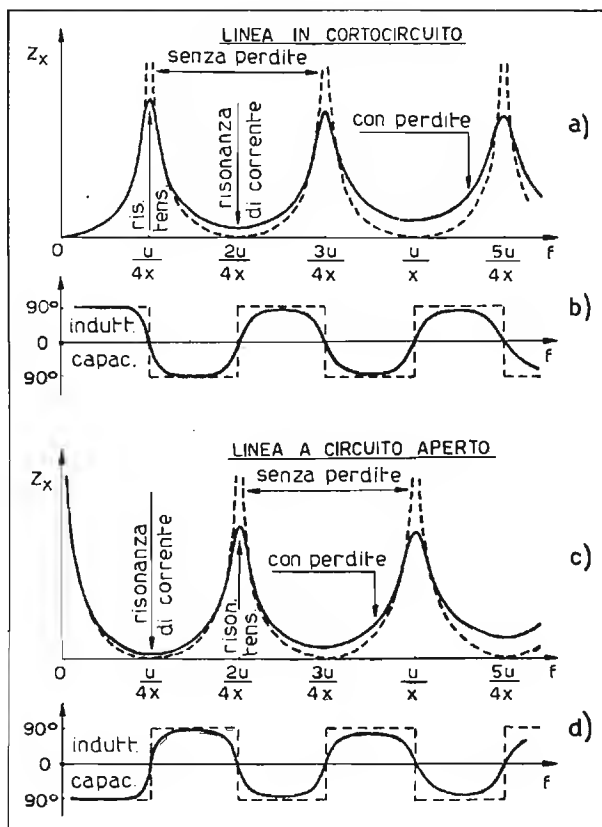 LINEA IN CORTOCIRCUITO
Zx
senza perdite
a)
con perdite
risonanza
di corrente
ris.
tens.
0
u/4x
2u/4x
3u/4x
u/x
5u/4x
f
b)
90°
indutt.
0
capac.
90°
f
LINEA A CIRCUITO APERTO
Zx
senza perdite
c)
risonanza
di corrente
con perdite
rison.
tens.
0
u/4x
2u/4x
3u/4x
u/x
5u/4x
f
d)
90°
indutt.
0
capac.
90°
f